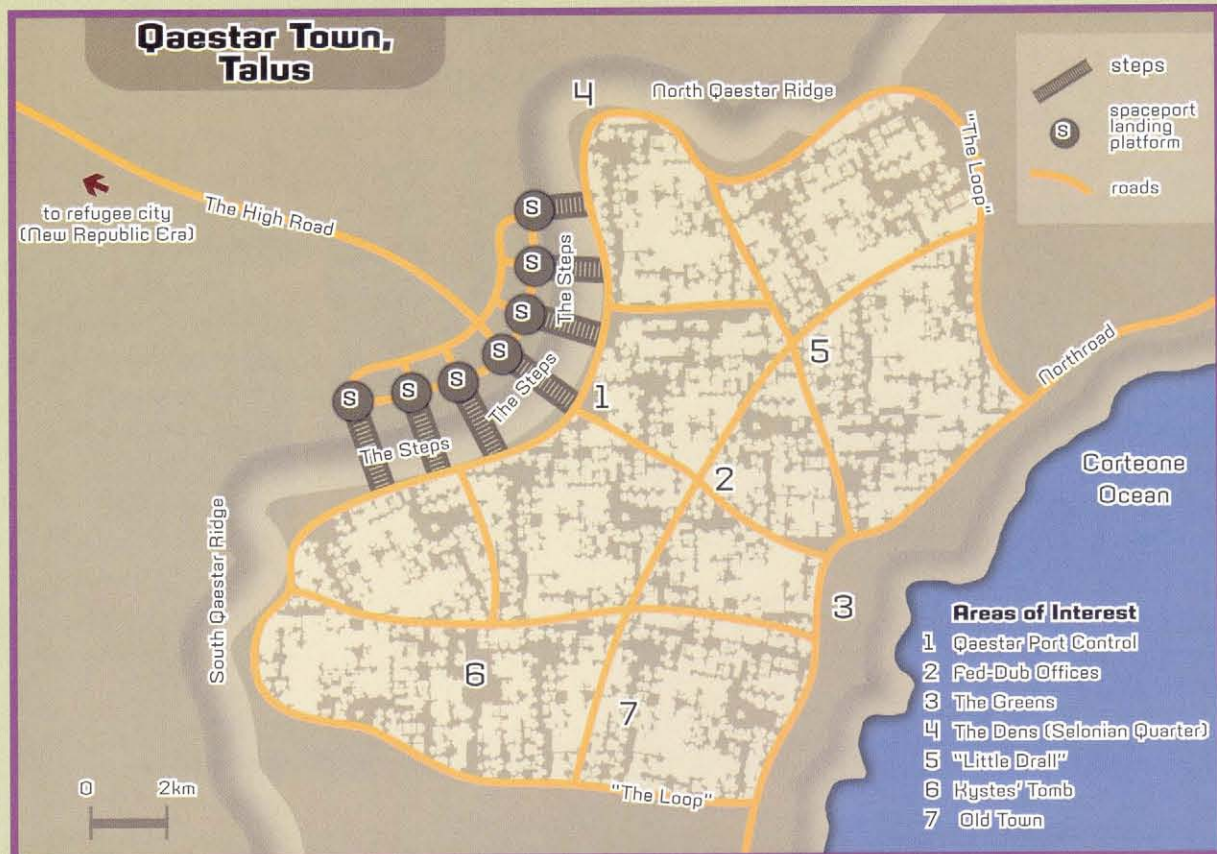 Qaestar Town,
Talus
steps
S
spaceport
landing
platform
roads
4
North Qaestar Ridge
"The Loop"
to refugee city
(New Republic Era)
The High Road
S
S
S
S
S
S
S
The Steps
The Steps
The Steps
1
5
2
3
6
7
Northroad
Corteone
Ocean
South Qaestar Ridge
"The Loop"
0 2km
Areas of Interest
1 Qaestar Port Control
2 Fed-Dub Offices
3 The Greens
4 The Dens (Selonian Quarter)
5 "Little Drall"
6 Kystes' Tomb
7 Old Town